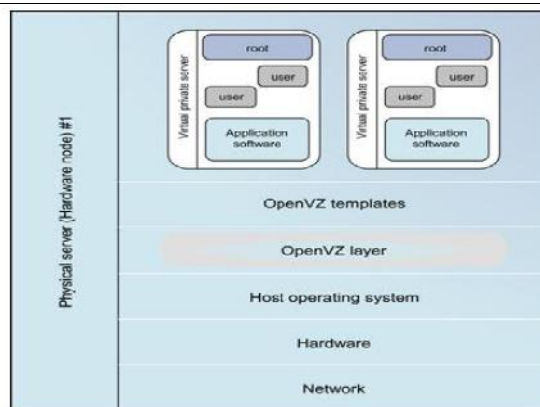 Physical server (Hardware node) #1
Virtual private server
root
user
user
Application
software
Virtual private server
root
user
user
Application
software
OpenVZ templates
OpenVZ layer
Host operating system
Hardware
Network